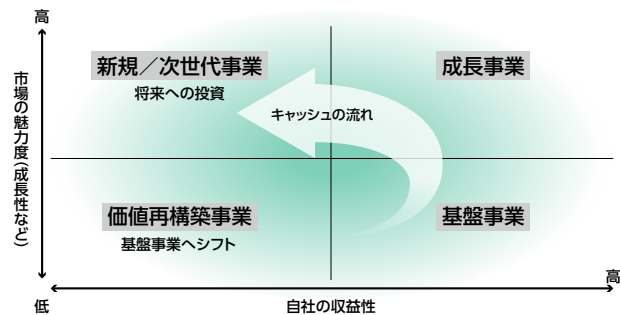 高
市場の魅力度(成長性など)
新規／次世代事業
将来への投資
成長事業
キャッシュの流れ
価値再構築事業
基盤事業へシフト
基盤事業
高
低
自社の収益性